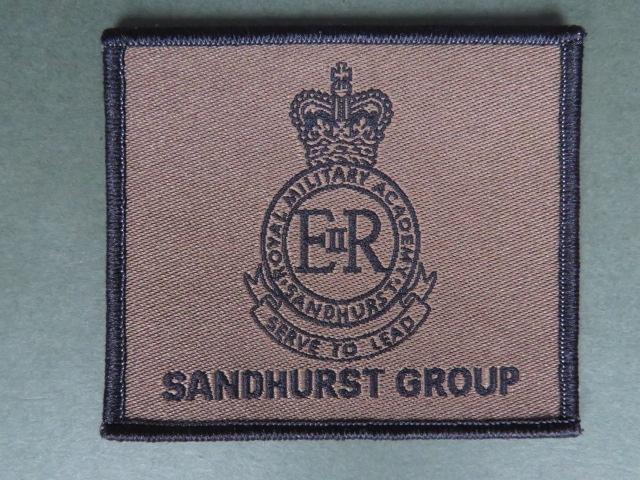 ROYAL MILITARY ACADEMY
EIIR
SANDHURST
SERVE TO LEAD
SANDHURST GROUP